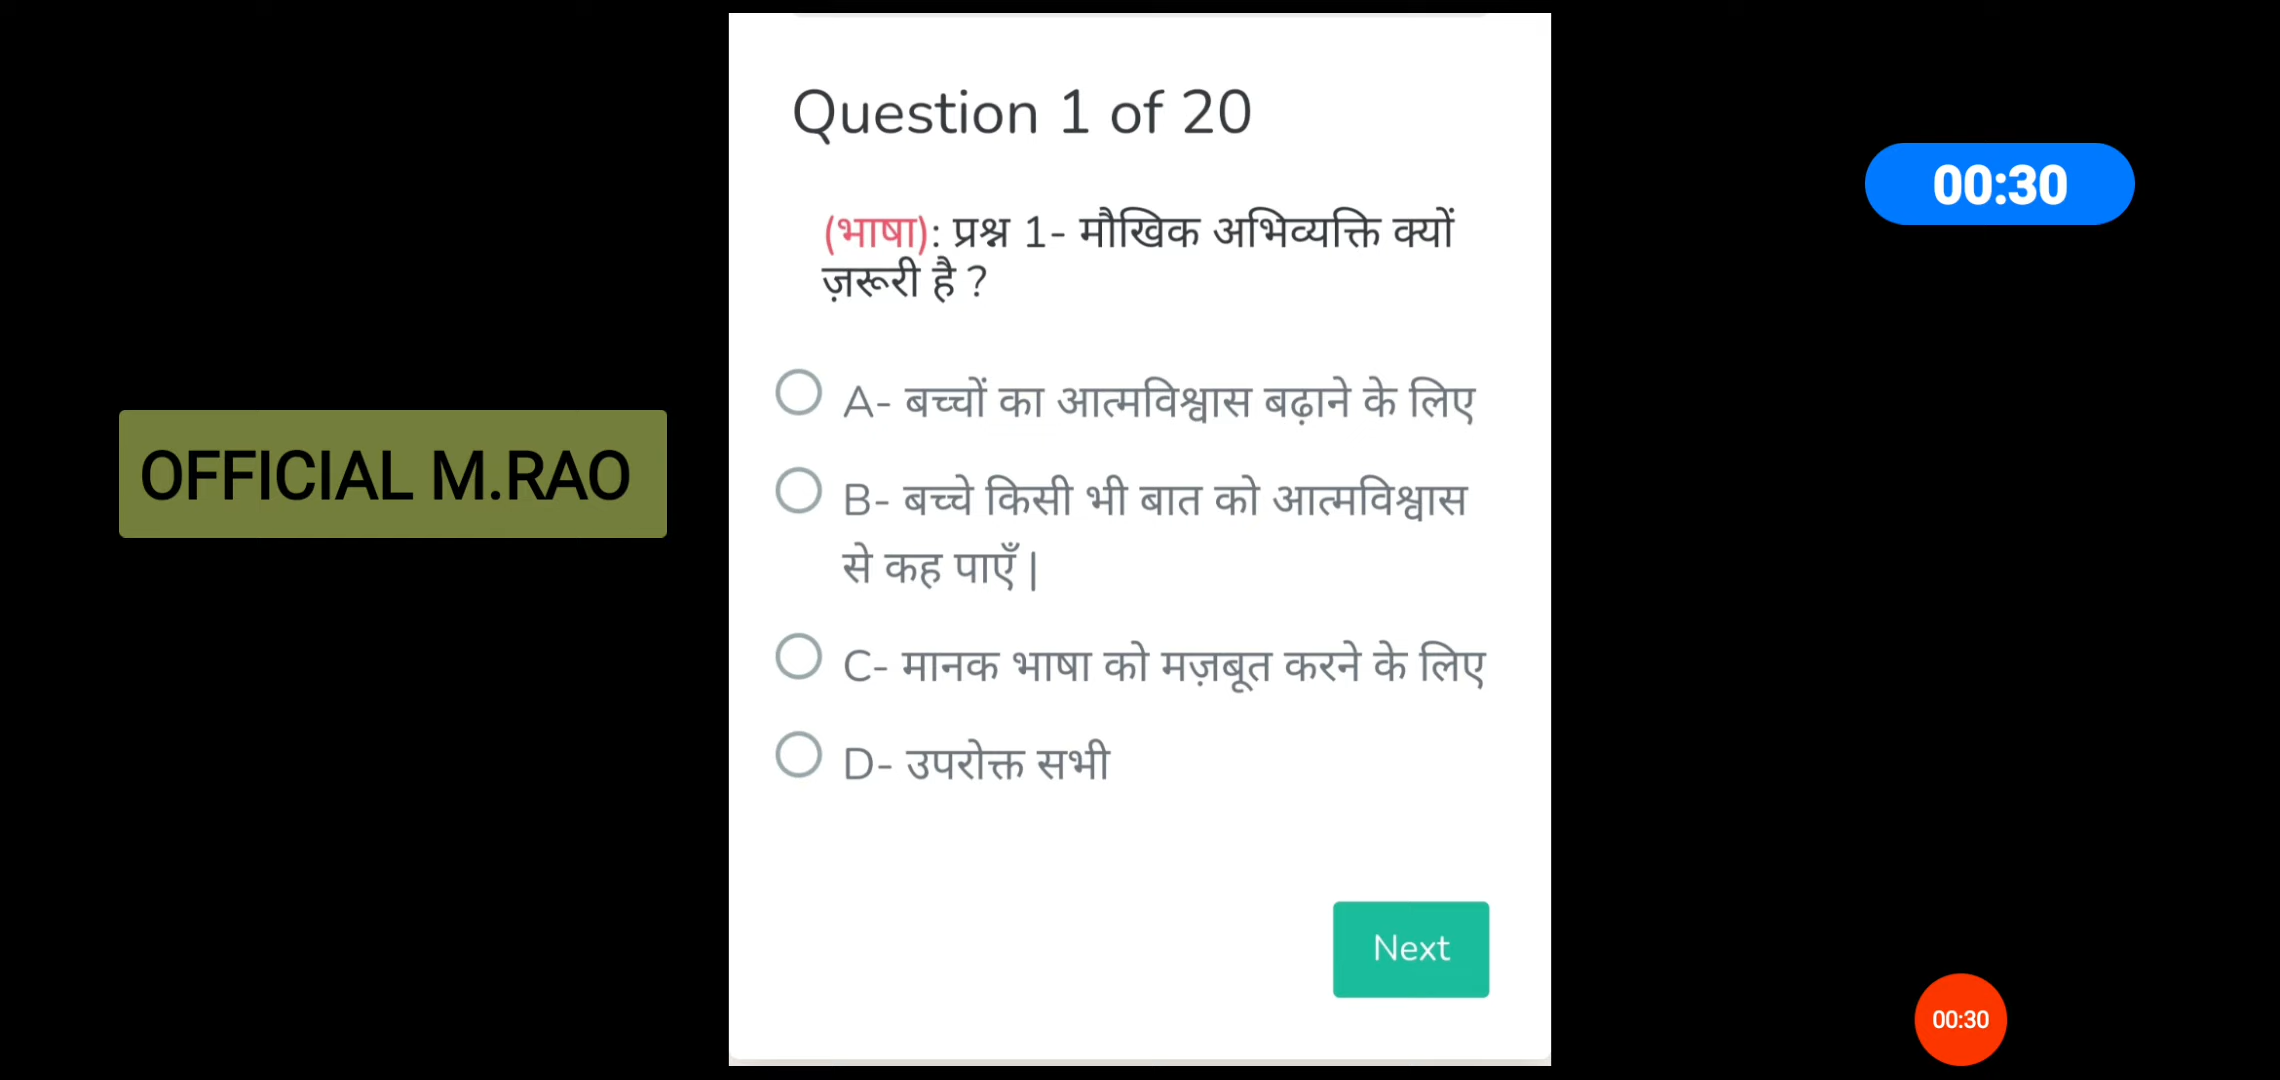 Question 1 of 20
00:30
(भाषा): प्रश्न 1- मौखिक अभिव्यक्ति क्यों
ज़रूरी है ?
A- बच्चों का आत्मविश्वास बढ़ाने के लिए
OFFICIAL M.RAO
B- बच्चे किसी भी बात को आत्मविश्वास
से कह पाएँ |
C- मानक भाषा को मज़बूत करने के लिए
D- उपरोक्त सभी
Next
00:30